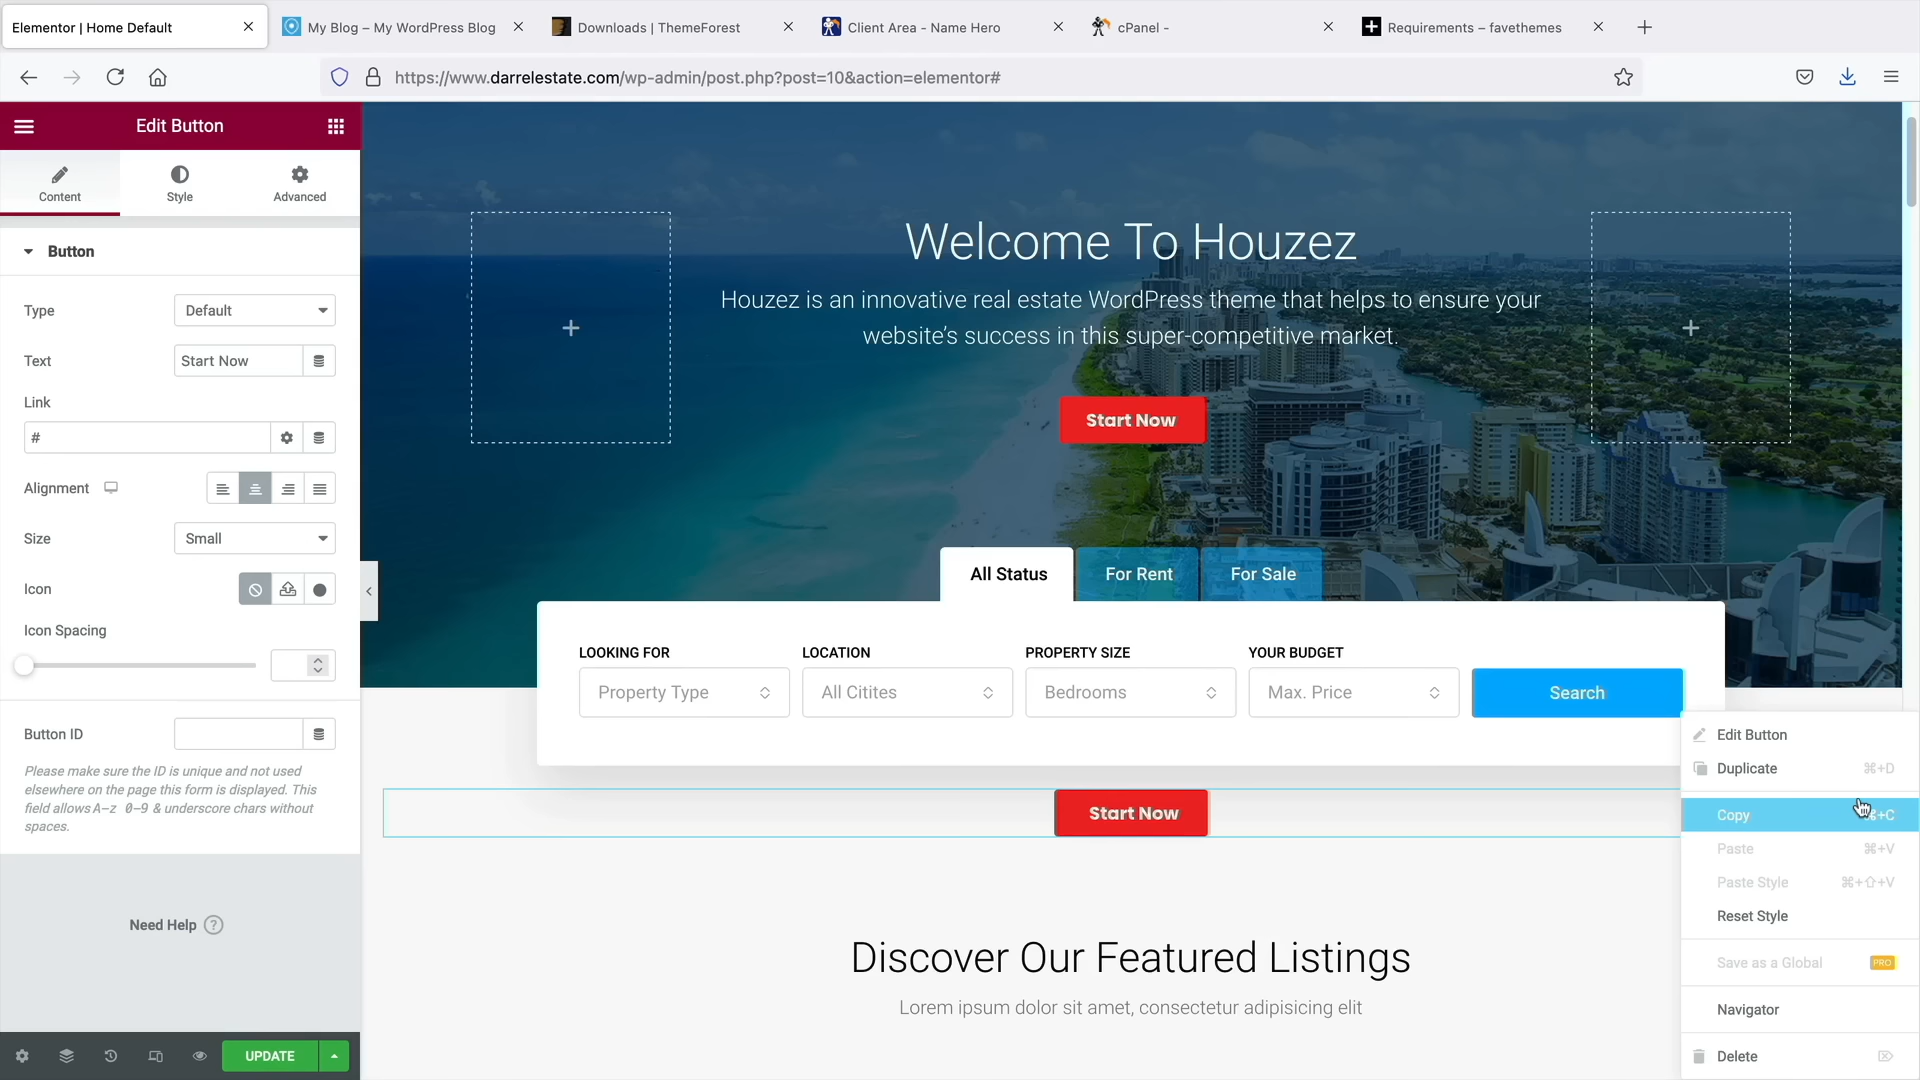 Elementor | Home Default
My Blog – My WordPress Blog
Downloads | ThemeForest
Client Area - Name Hero
cPanel -
Requirements – favethemes
https://www.darrelestate.com/wp-admin/post.php?post=10&action=elementor#
Edit Button
Content
Style
Advanced
Button
Type
Default
Text
Start Now
Link
#
Alignment
Size
Small
Icon
Icon Spacing
Button ID
Please make sure the ID is unique and not used
elsewhere on the page this form is displayed. This
field allows A–z 0–9 & underscore chars without
spaces.
Need Help ?
UPDATE
Welcome To Houzez
Houzez is an innovative real estate WordPress theme that helps to ensure your
website’s success in this super-competitive market.
Start Now
All Status
For Rent
For Sale
LOOKING FOR
LOCATION
PROPERTY SIZE
YOUR BUDGET
Property Type
All Citites
Bedrooms
Max. Price
Search
Start Now
Discover Our Featured Listings
Lorem ipsum dolor sit amet, consectetur adipisicing elit
Edit Button
Duplicate ⌘+D
Copy ⌘+C
Paste ⌘+V
Paste Style ⌘+⇧+V
Reset Style
Save as a Global PRO
Navigator
Delete